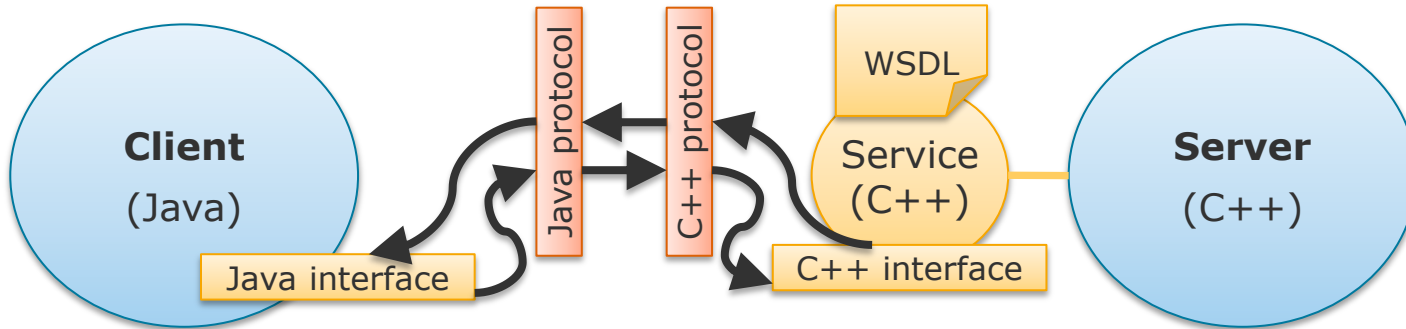 Client
(Java)
Java interface
Java protocol
C++ protocol
WSDL
Service
(C++)
C++ interface
Server
(C++)